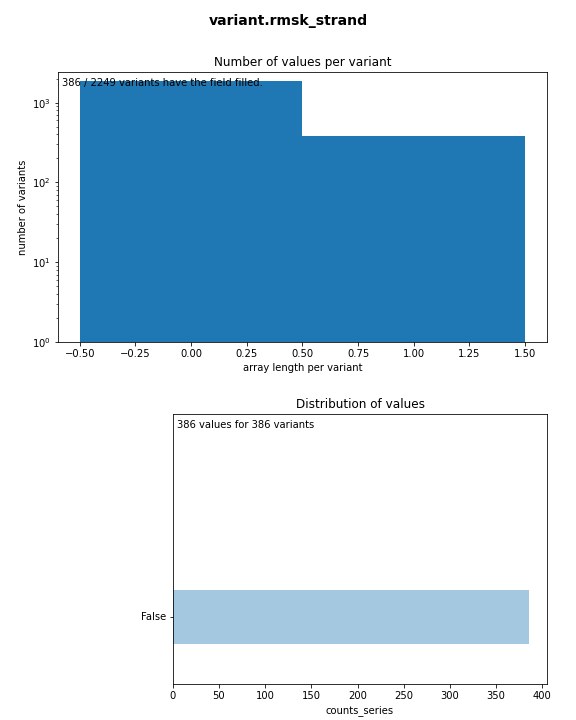 variant.rmsk_strand
Number of values per variant
386 / 2249 variants have the field filled.
number of variants
10³
10²
10¹
10⁰
−0.50 −0.25 0.00 0.25 0.50 0.75 1.00 1.25 1.50
array length per variant
Distribution of values
386 values for 386 variants
False
0 50 100 150 200 250 300 350 400
counts_series